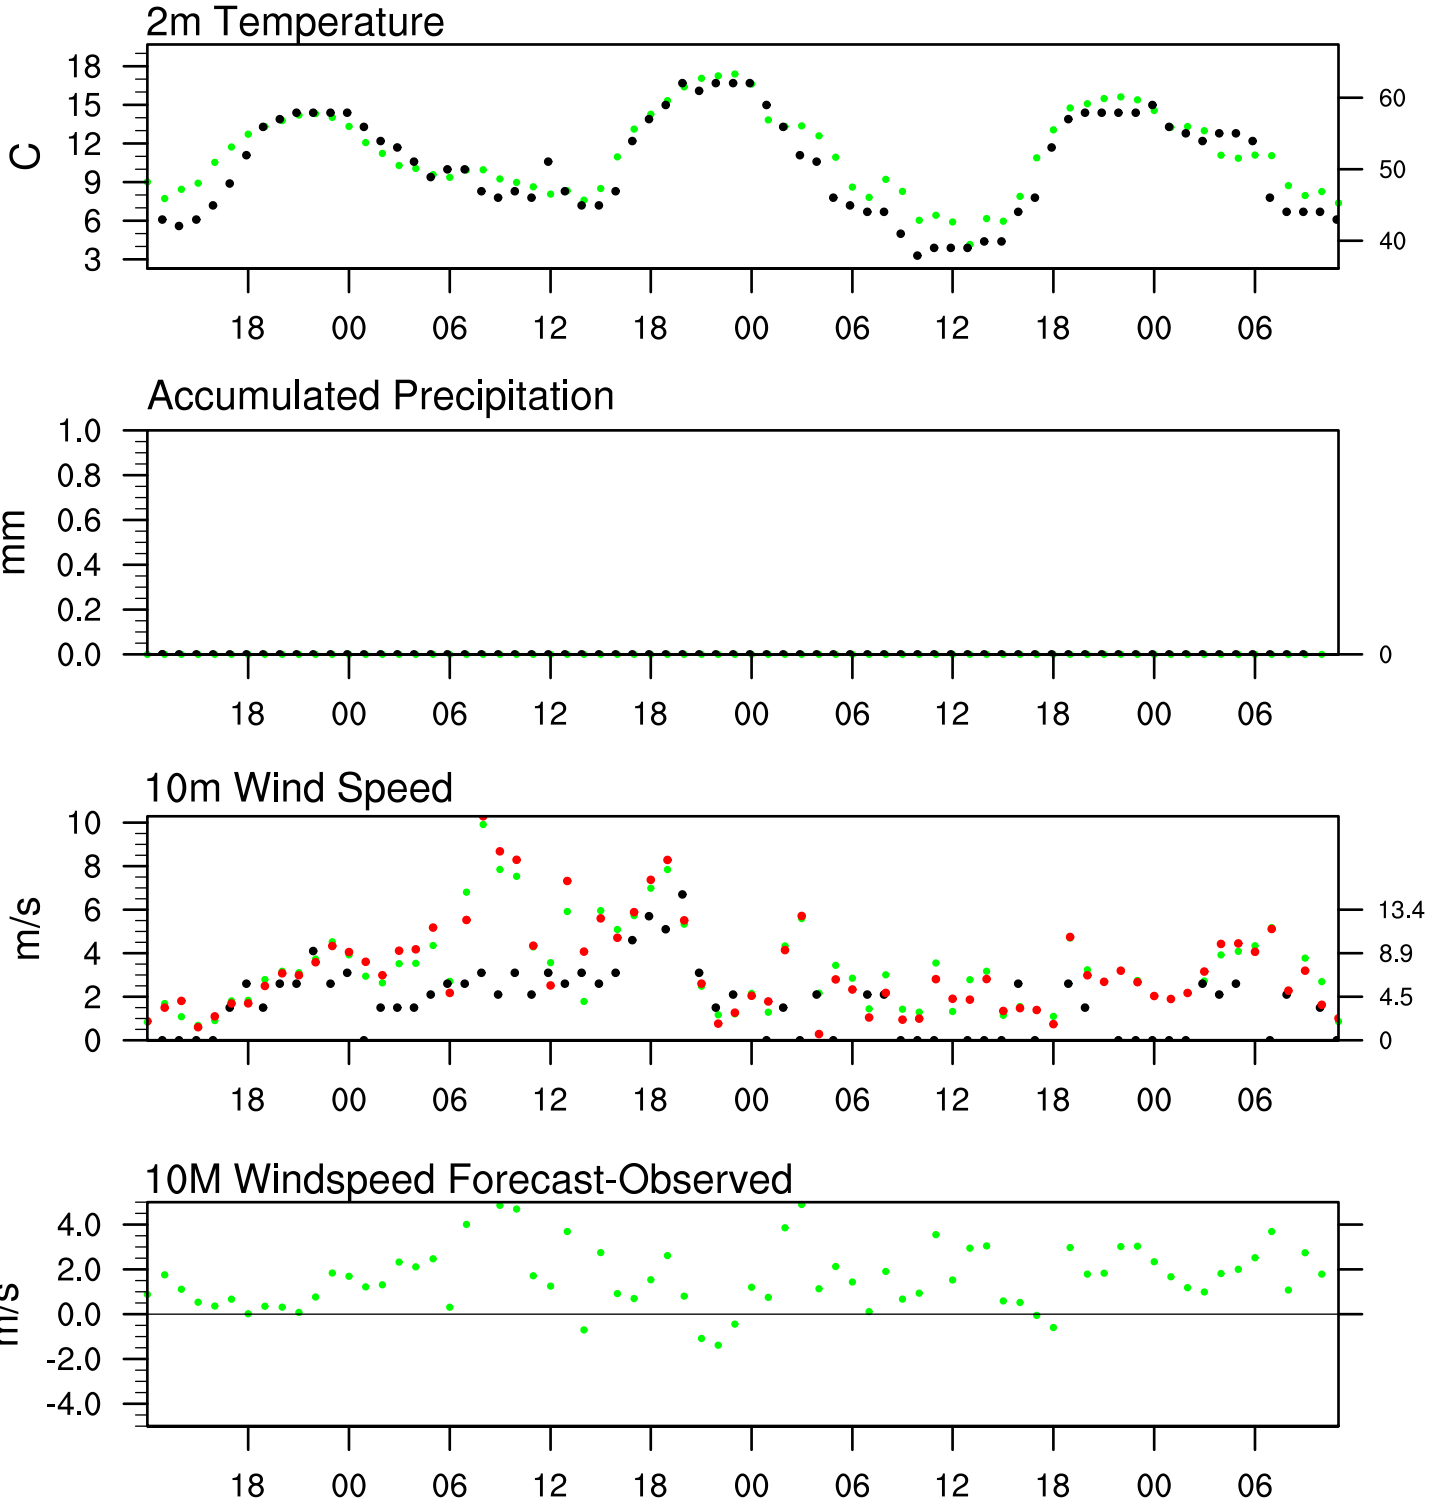 2m Temperature
C
18
15
12
9
6
3
60
50
40
18 00 06 12 18 00 06 12 18 00 06
Accumulated Precipitation
mm
1.0
0.8
0.6
0.4
0.2
0.0
0
18 00 06 12 18 00 06 12 18 00 06
10m Wind Speed
m/s
10
8
6
4
2
0
13.4
8.9
4.5
0
18 00 06 12 18 00 06 12 18 00 06
10M Windspeed Forecast-Observed
m/s
4.0
2.0
0.0
-2.0
-4.0
18 00 06 12 18 00 06 12 18 00 06